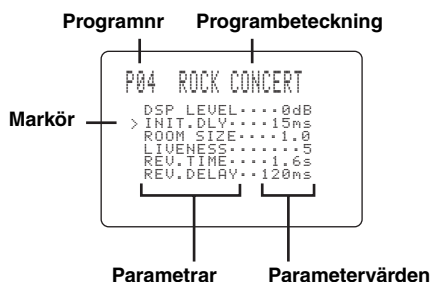 Programnr Programbeteckning
P04 ROCK CONCERT
DSP LEVEL····0dB
Markör > INIT.DLY····15ms
ROOM SIZE····1.0
LIVENESS·······5
REV.TIME····1.6s
REV.DELAY··120ms
Parametrar Parametervärden